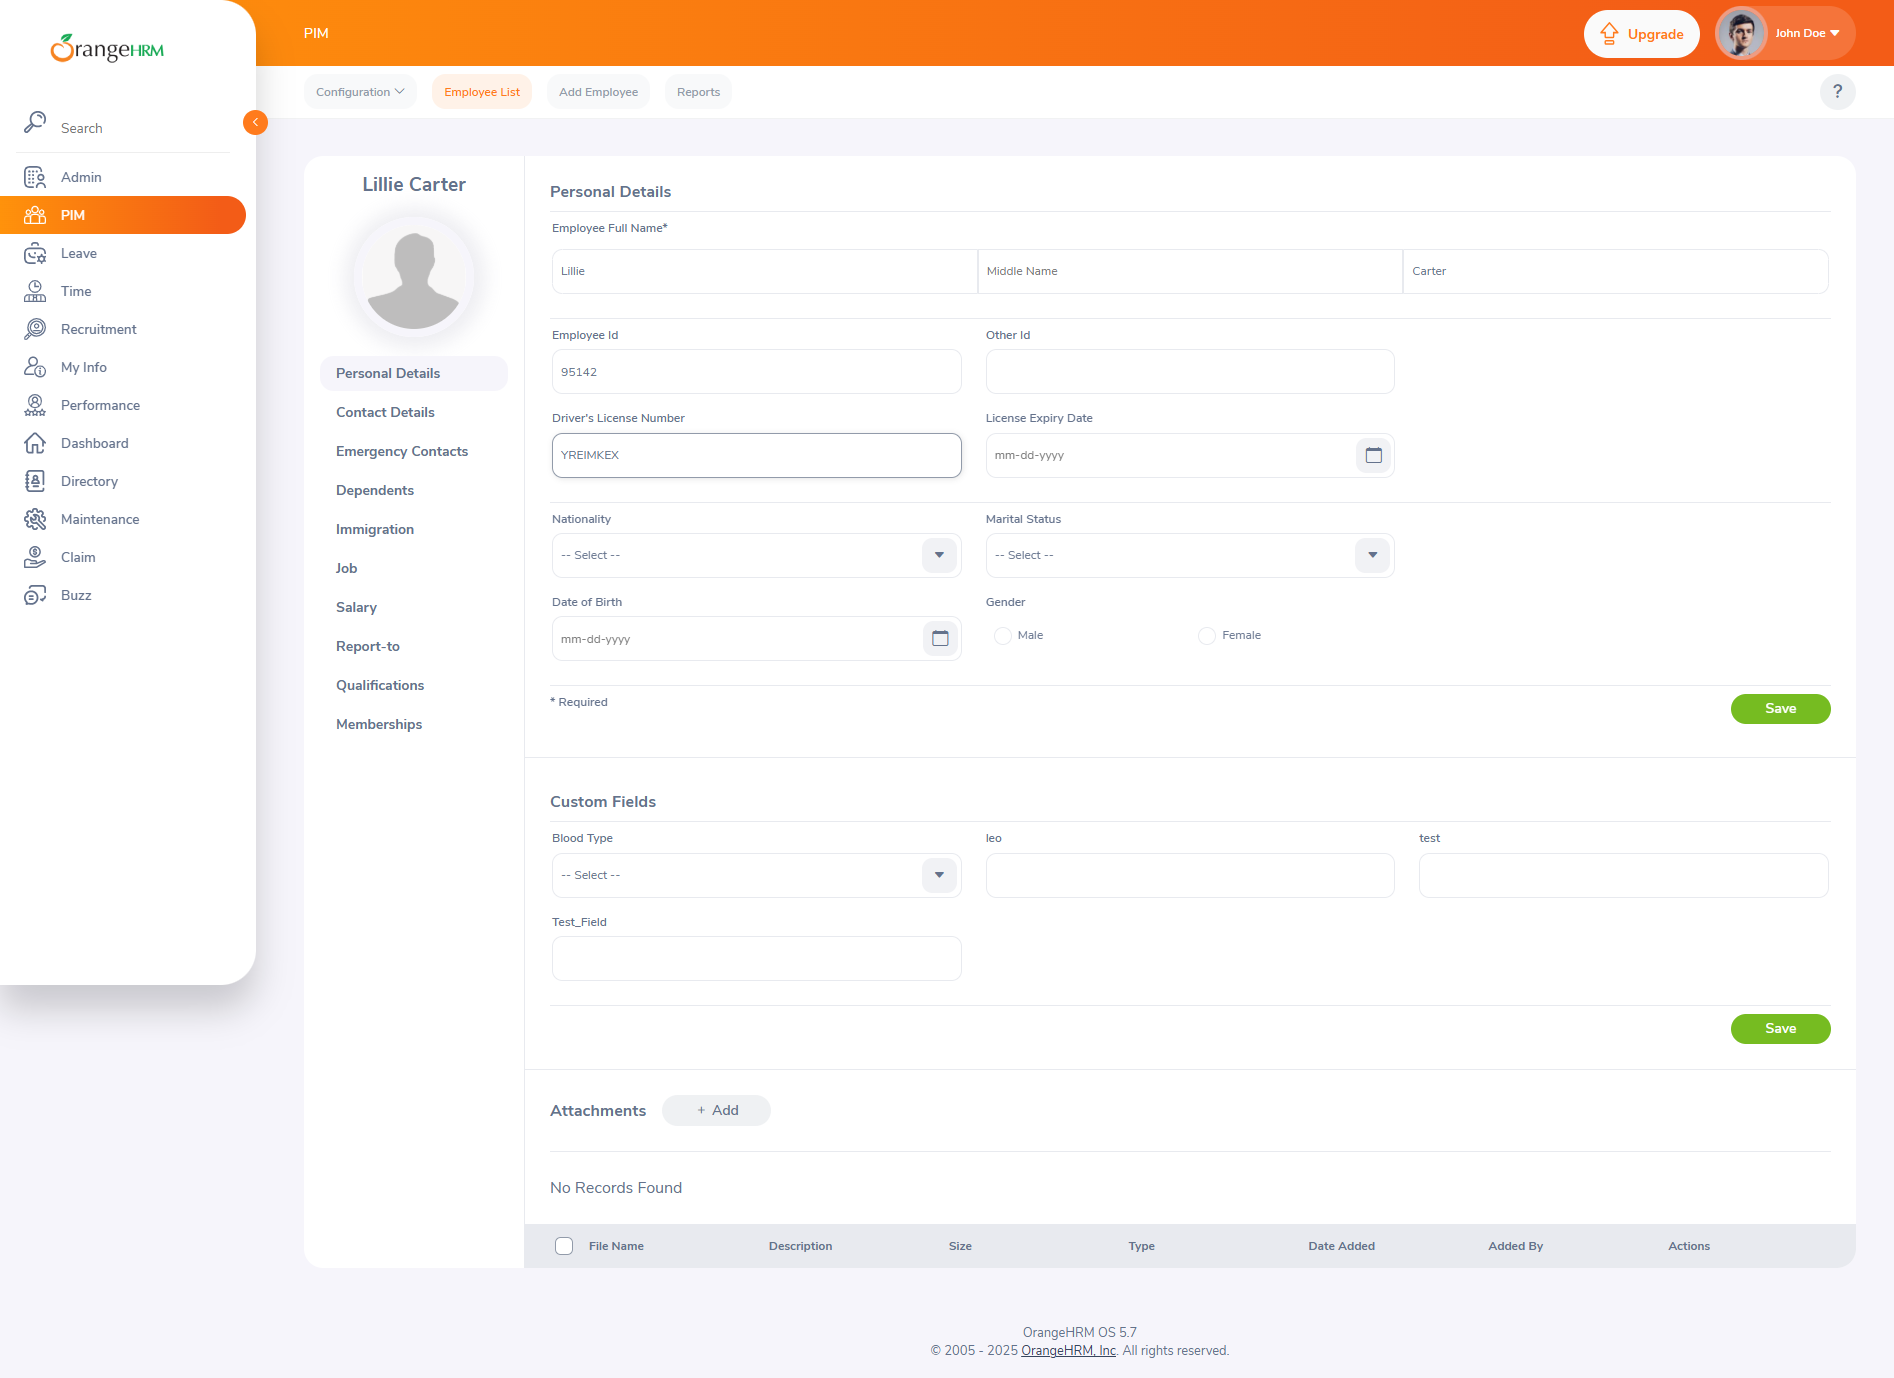 OrangeHRM
PIM
Upgrade
John Doe
Configuration
Employee List
Add Employee
Reports
?
Search
Admin
PIM
Leave
Time
Recruitment
My Info
Performance
Dashboard
Directory
Maintenance
Claim
Buzz
Lillie Carter
Personal Details
Contact Details
Emergency Contacts
Dependents
Immigration
Job
Salary
Report-to
Qualifications
Memberships
Personal Details
Employee Full Name*
Lillie
Middle Name
Carter
Employee Id
Other Id
95142
Driver's License Number
License Expiry Date
YREIMKEX
mm-dd-yyyy
Nationality
Marital Status
-- Select --
-- Select --
Date of Birth
Gender
mm-dd-yyyy
Male
Female
* Required
Save
Custom Fields
Blood Type
leo
test
-- Select --
Test_Field
Save
Attachments
+ Add
No Records Found
File Name
Description
Size
Type
Date Added
Added By
Actions
OrangeHRM OS 5.7
© 2005 - 2025 OrangeHRM, Inc. All rights reserved.